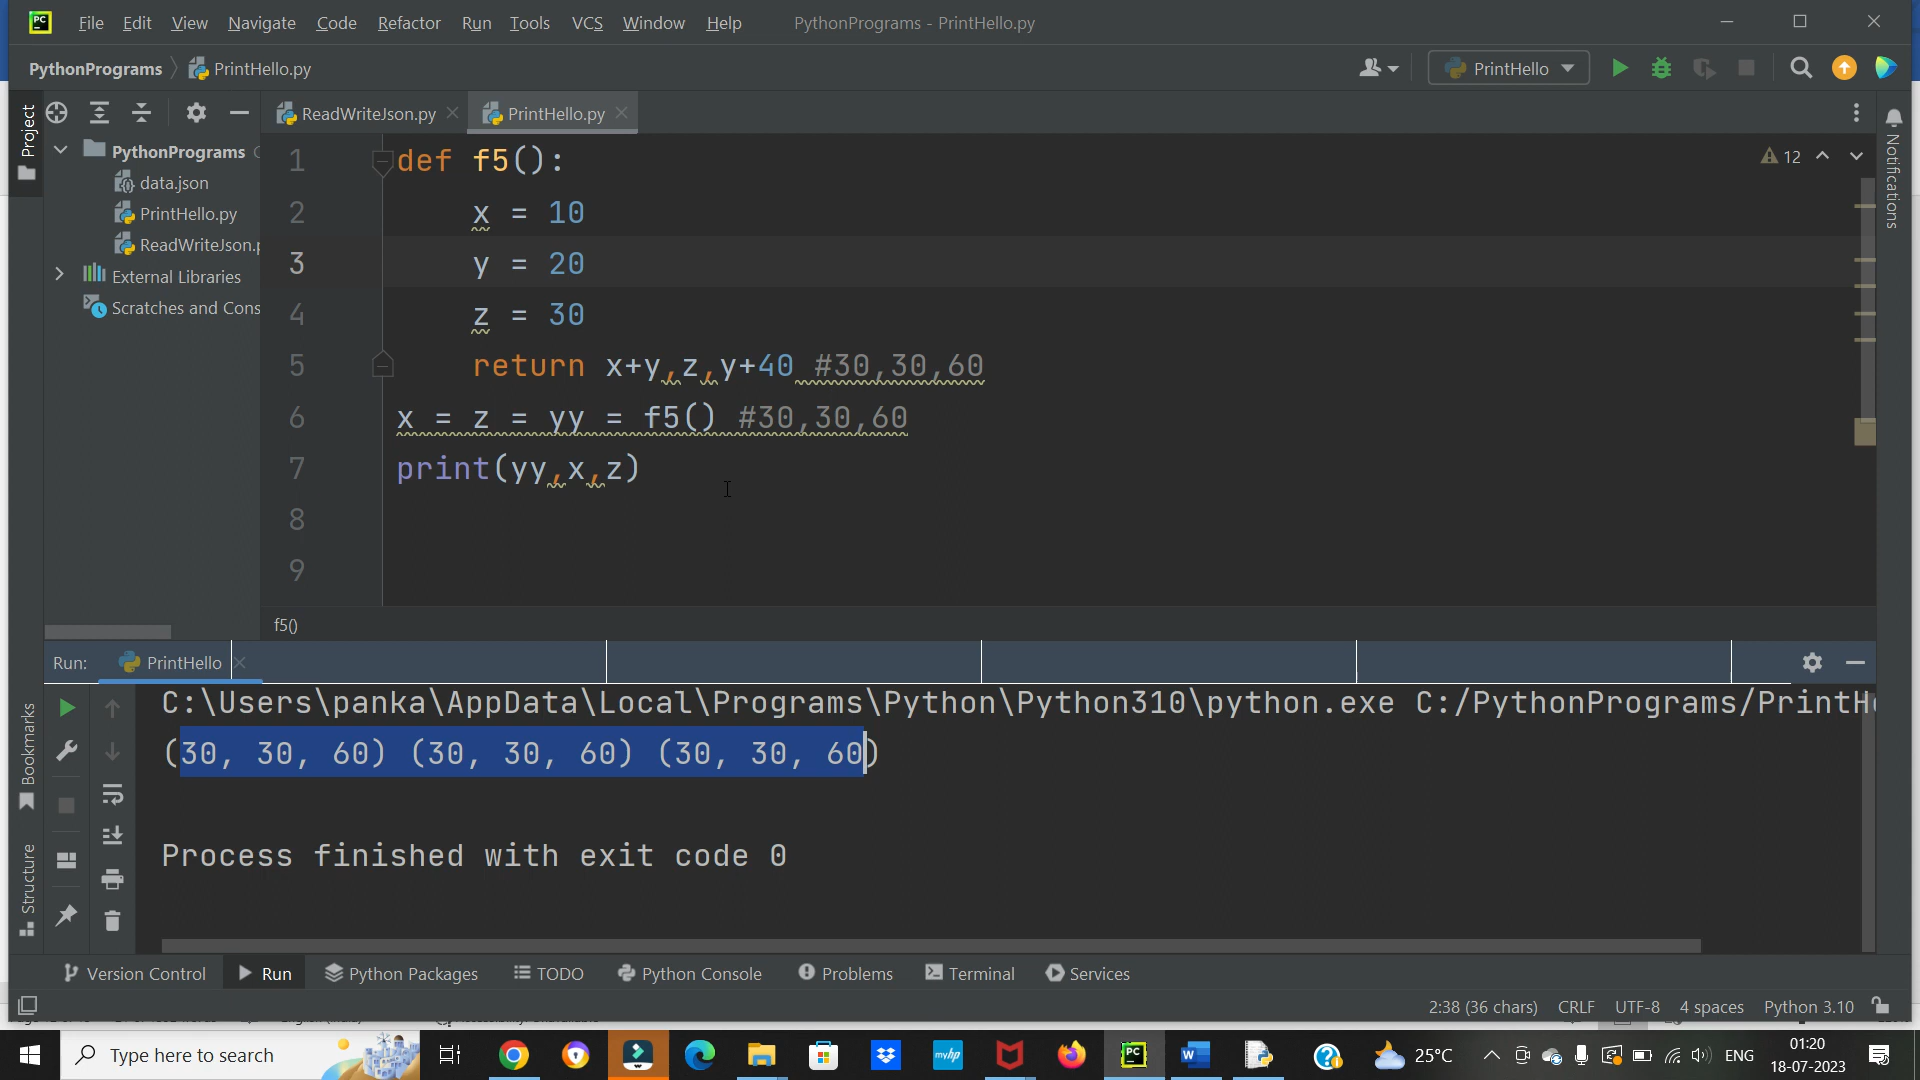 PC File Edit View Navigate Code Refactor Run Tools VCS Window Help PythonPrograms - PrintHello.py
PythonPrograms PrintHello.py PrintHello
Project
ReadWriteJson.py PrintHello.py
PythonPrograms
data.json
PrintHello.py
ReadWriteJson.p
External Libraries
Scratches and Cons
1 def f5():
2 x = 10
3 y = 20
4 z = 30
5 return x+y,z,y+40 #30,30,60
6 x = z = yy = f5() #30,30,60
7 print(yy,x,z)
8
9
12
Notifications
f5()
Run: PrintHello
C:\Users\panka\AppData\Local\Programs\Python\Python310\python.exe C:/PythonPrograms/PrintHe
(30, 30, 60) (30, 30, 60) (30, 30, 60)
Process finished with exit code 0
Bookmarks
Structure
Version Control Run Python Packages TODO Python Console Problems Terminal Services
2:38 (36 chars) CRLF UTF-8 4 spaces Python 3.10
Type here to search myhp PC W 25°C ENG 01:20
18-07-2023